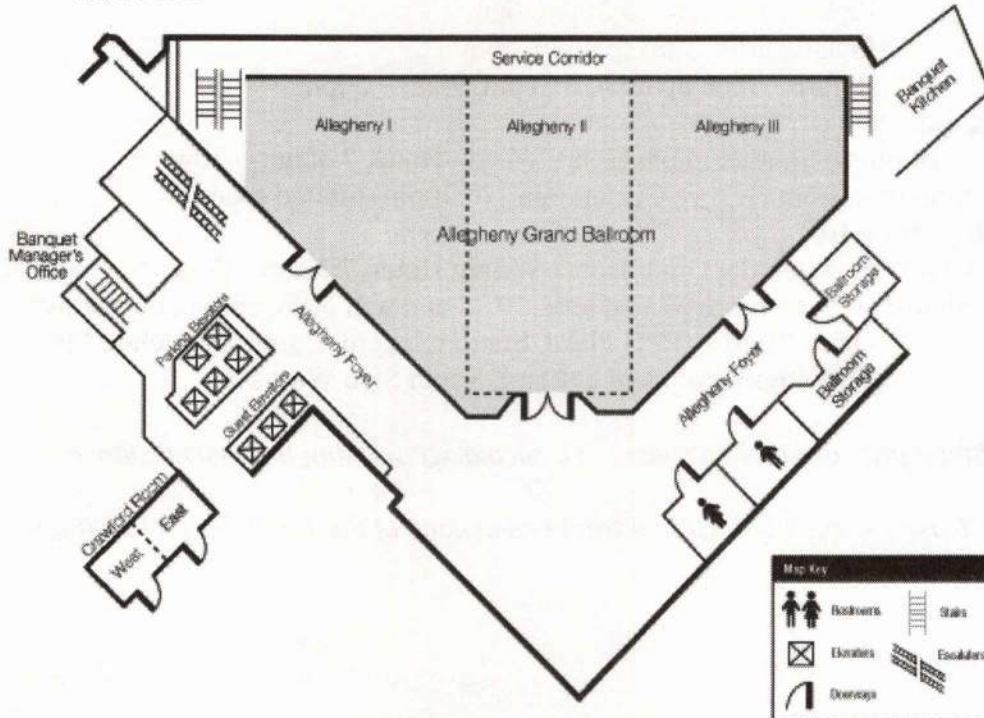 Service Corridor
Banquet
Kitchen
Allegheny I
Allegheny II
Allegheny III
Allegheny Grand Ballroom
Banquet
Manager's
Office
Parking Elevators
Guest Elevators
Allegheny Foyer
Allegheny Foyer
Ballroom
Storage
Ballroom
Storage
Crawford Room
West
East
Map Key
Restrooms
Stairs
Elevators
Escalators
Doorways